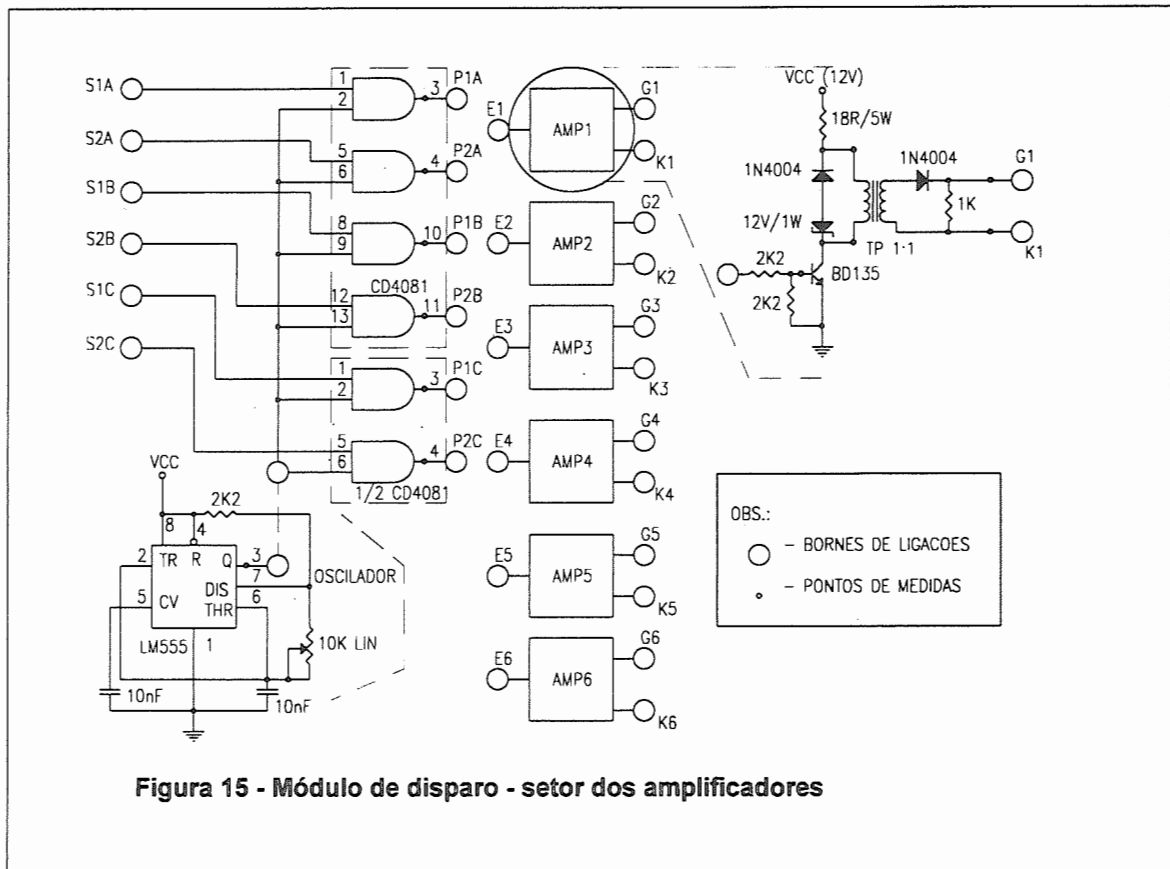 S1A
S2A
S1B
S2B
S1C
S2C
1
2
3
P1A
5
6
4
P2A
8
9
10
P1B
CD4081
12
13
11
P2B
1
2
3
P1C
5
6
4
P2C
1/2 CD4081
VCC
2K2
8
4
2
TR
R
Q
3
7
DIS
5
CV
THR
6
LM555
1
OSCILADOR
10K LIN
10nF
10nF
E1
AMP1
G1
K1
E2
AMP2
G2
K2
E3
AMP3
G3
K3
E4
AMP4
G4
K4
E5
AMP5
G5
K5
E6
AMP6
G6
K6
VCC (12V)
18R/5W
1N4004
1N4004
G1
1K
12V/1W
TP 1:1
K1
2K2
BD135
2K2
OBS.:
- BORNES DE LIGACOES
- PONTOS DE MEDIDAS
Figura 15 - Módulo de disparo - setor dos amplificadores